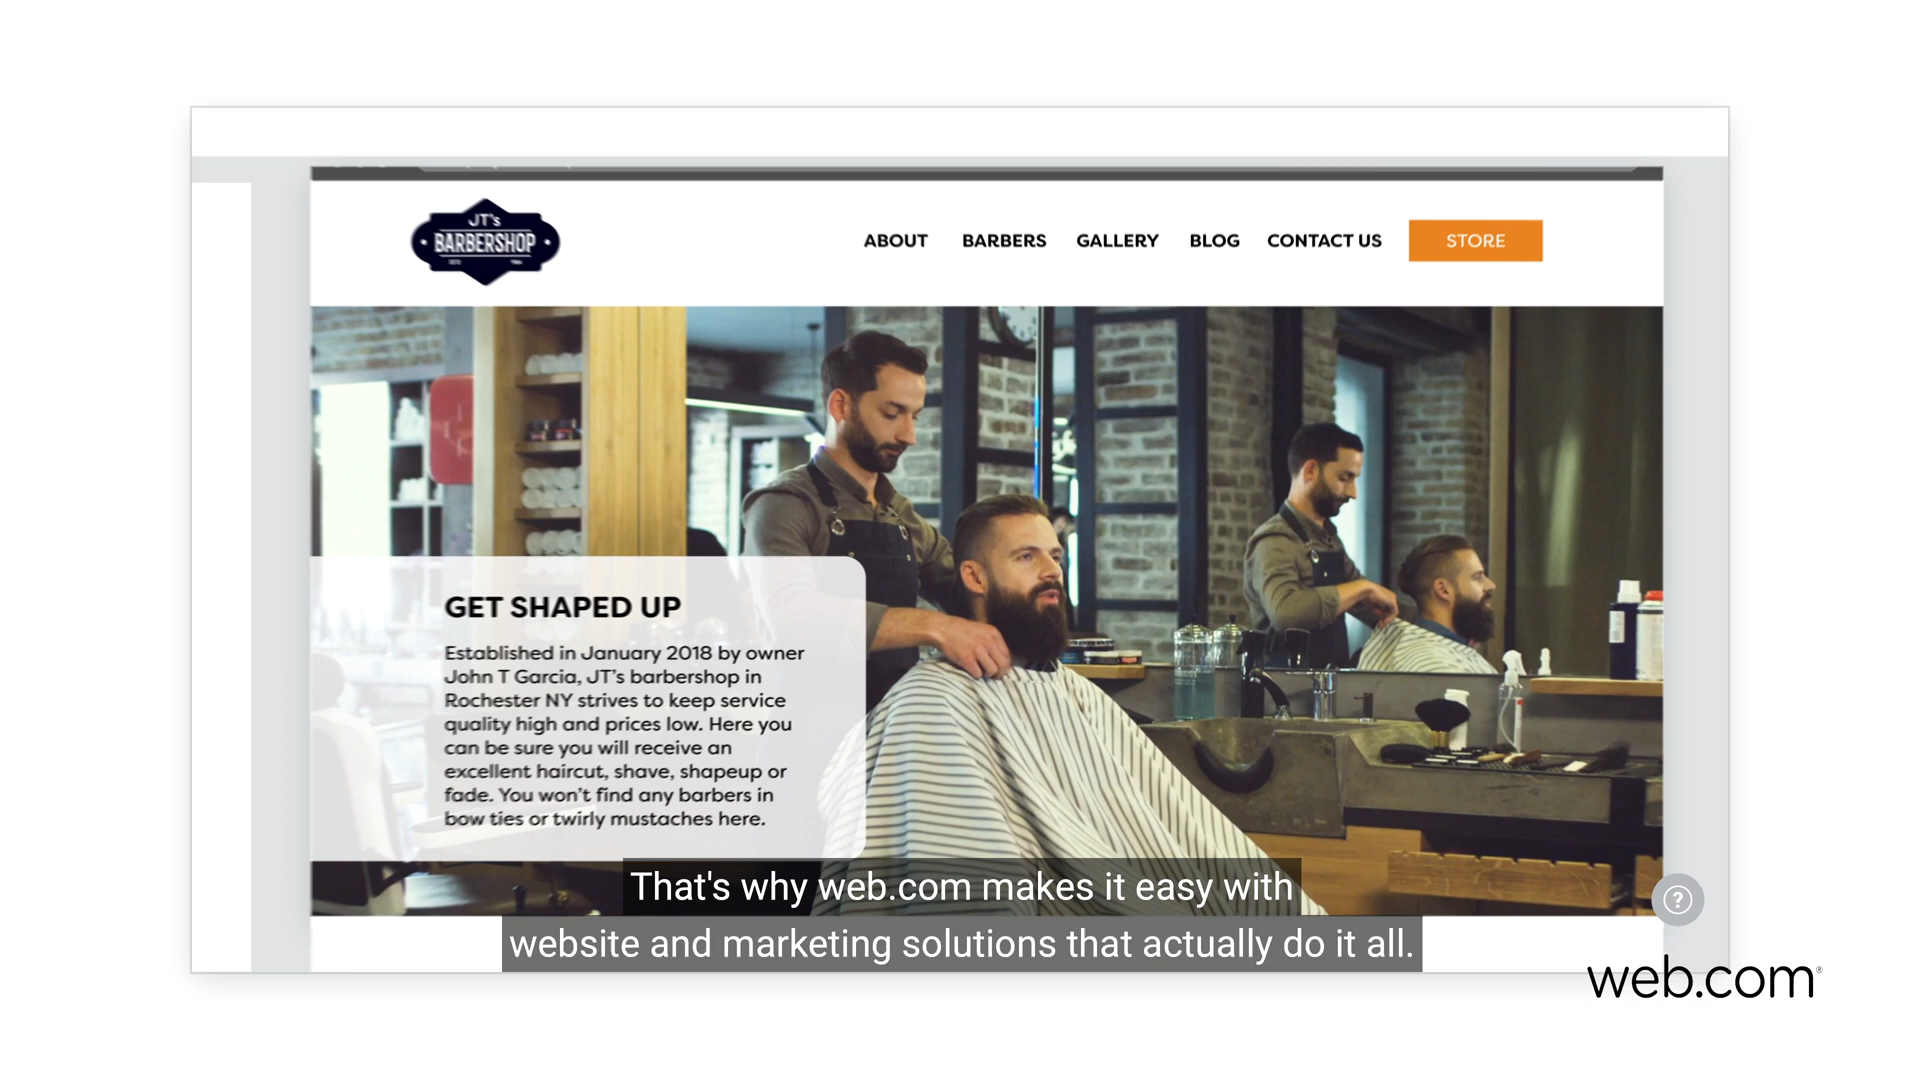 JT's
BARBERSHOP
ABOUT
BARBERS
GALLERY
BLOG
CONTACT US
STORE
GET SHAPED UP
Established in January 2018 by owner
John T Garcia, JT's barbershop in
Rochester NY strives to keep service
quality high and prices low. Here you
can be sure you will receive an
excellent haircut, shave, shapeup or
fade. You won't find any barbers in
bow ties or twirly mustaches here.
That's why web.com makes it easy with
website and marketing solutions that actually do it all.
?
web.com®